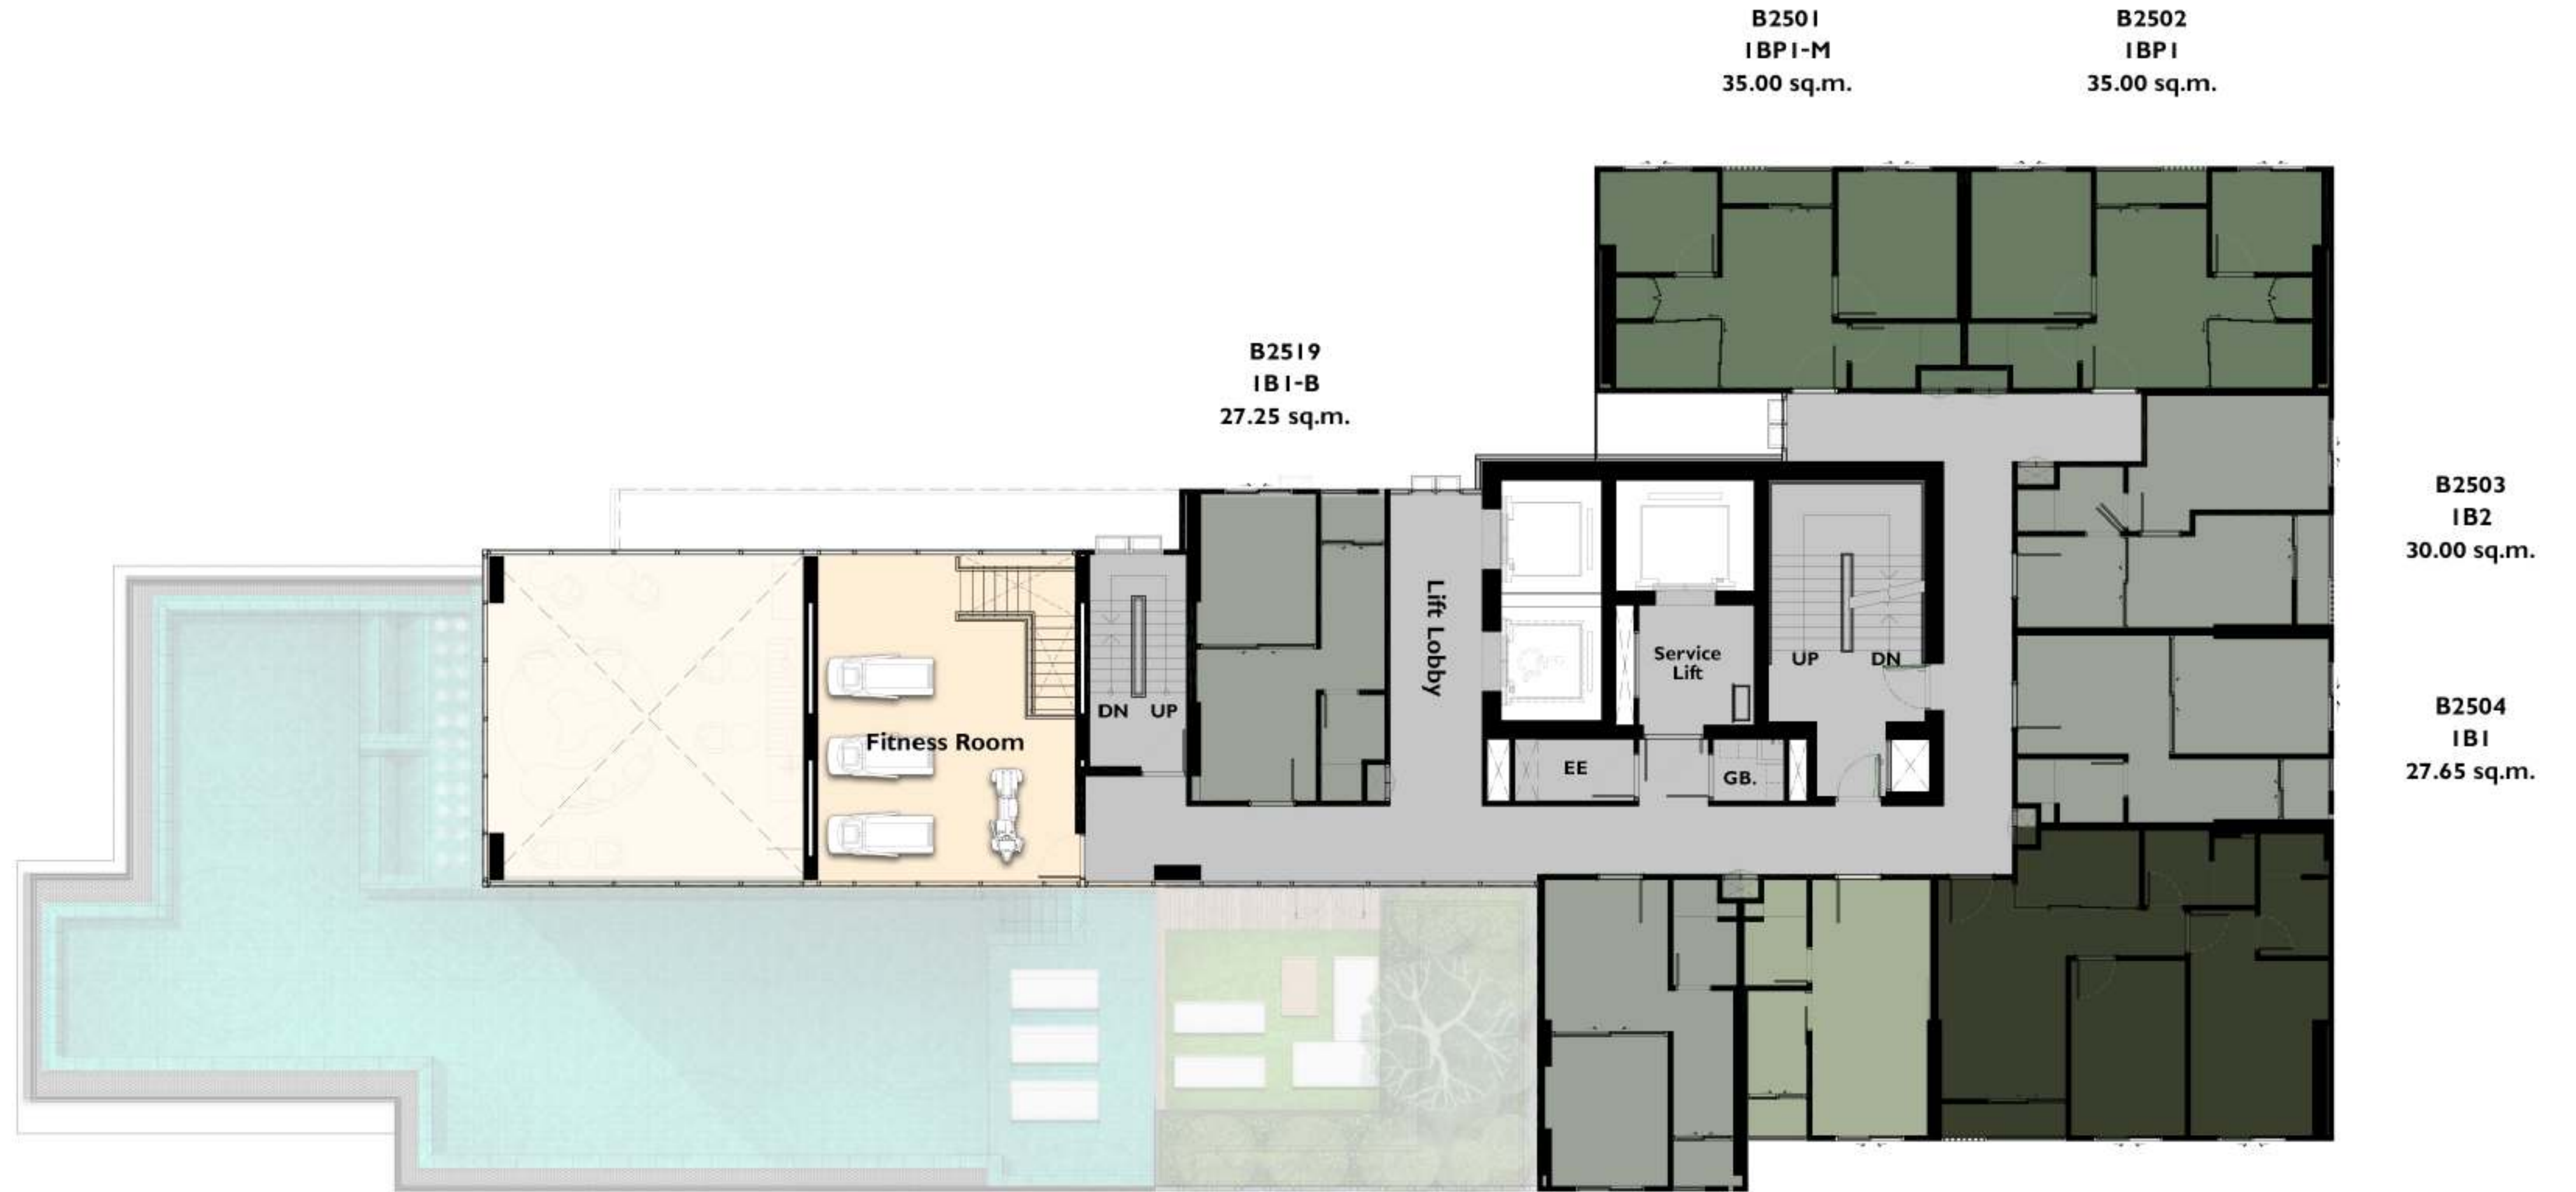 B2501
1BP1-M
35.00 sq.m.
B2502
1BP1
35.00 sq.m.
B2519
1B1-B
27.25 sq.m.
B2503
1B2
30.00 sq.m.
Lift Lobby
Service
Lift
UP
DN
DN
UP
Fitness Room
EE
GB.
B2504
1B1
27.65 sq.m.